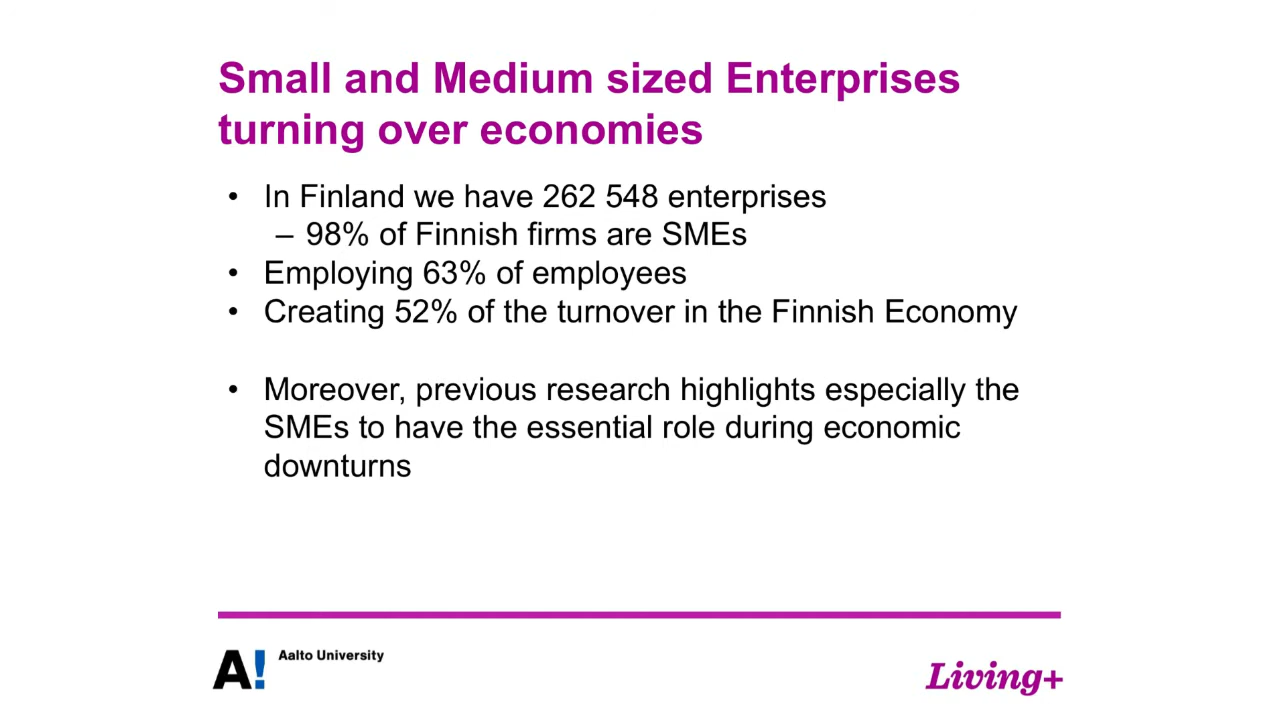 Small and Medium sized Enterprises
turning over economies
• In Finland we have 262 548 enterprises
– 98% of Finnish firms are SMEs
• Employing 63% of employees
• Creating 52% of the turnover in the Finnish Economy
• Moreover, previous research highlights especially the
SMEs to have the essential role during economic
downturns
A! Aalto University
Living+